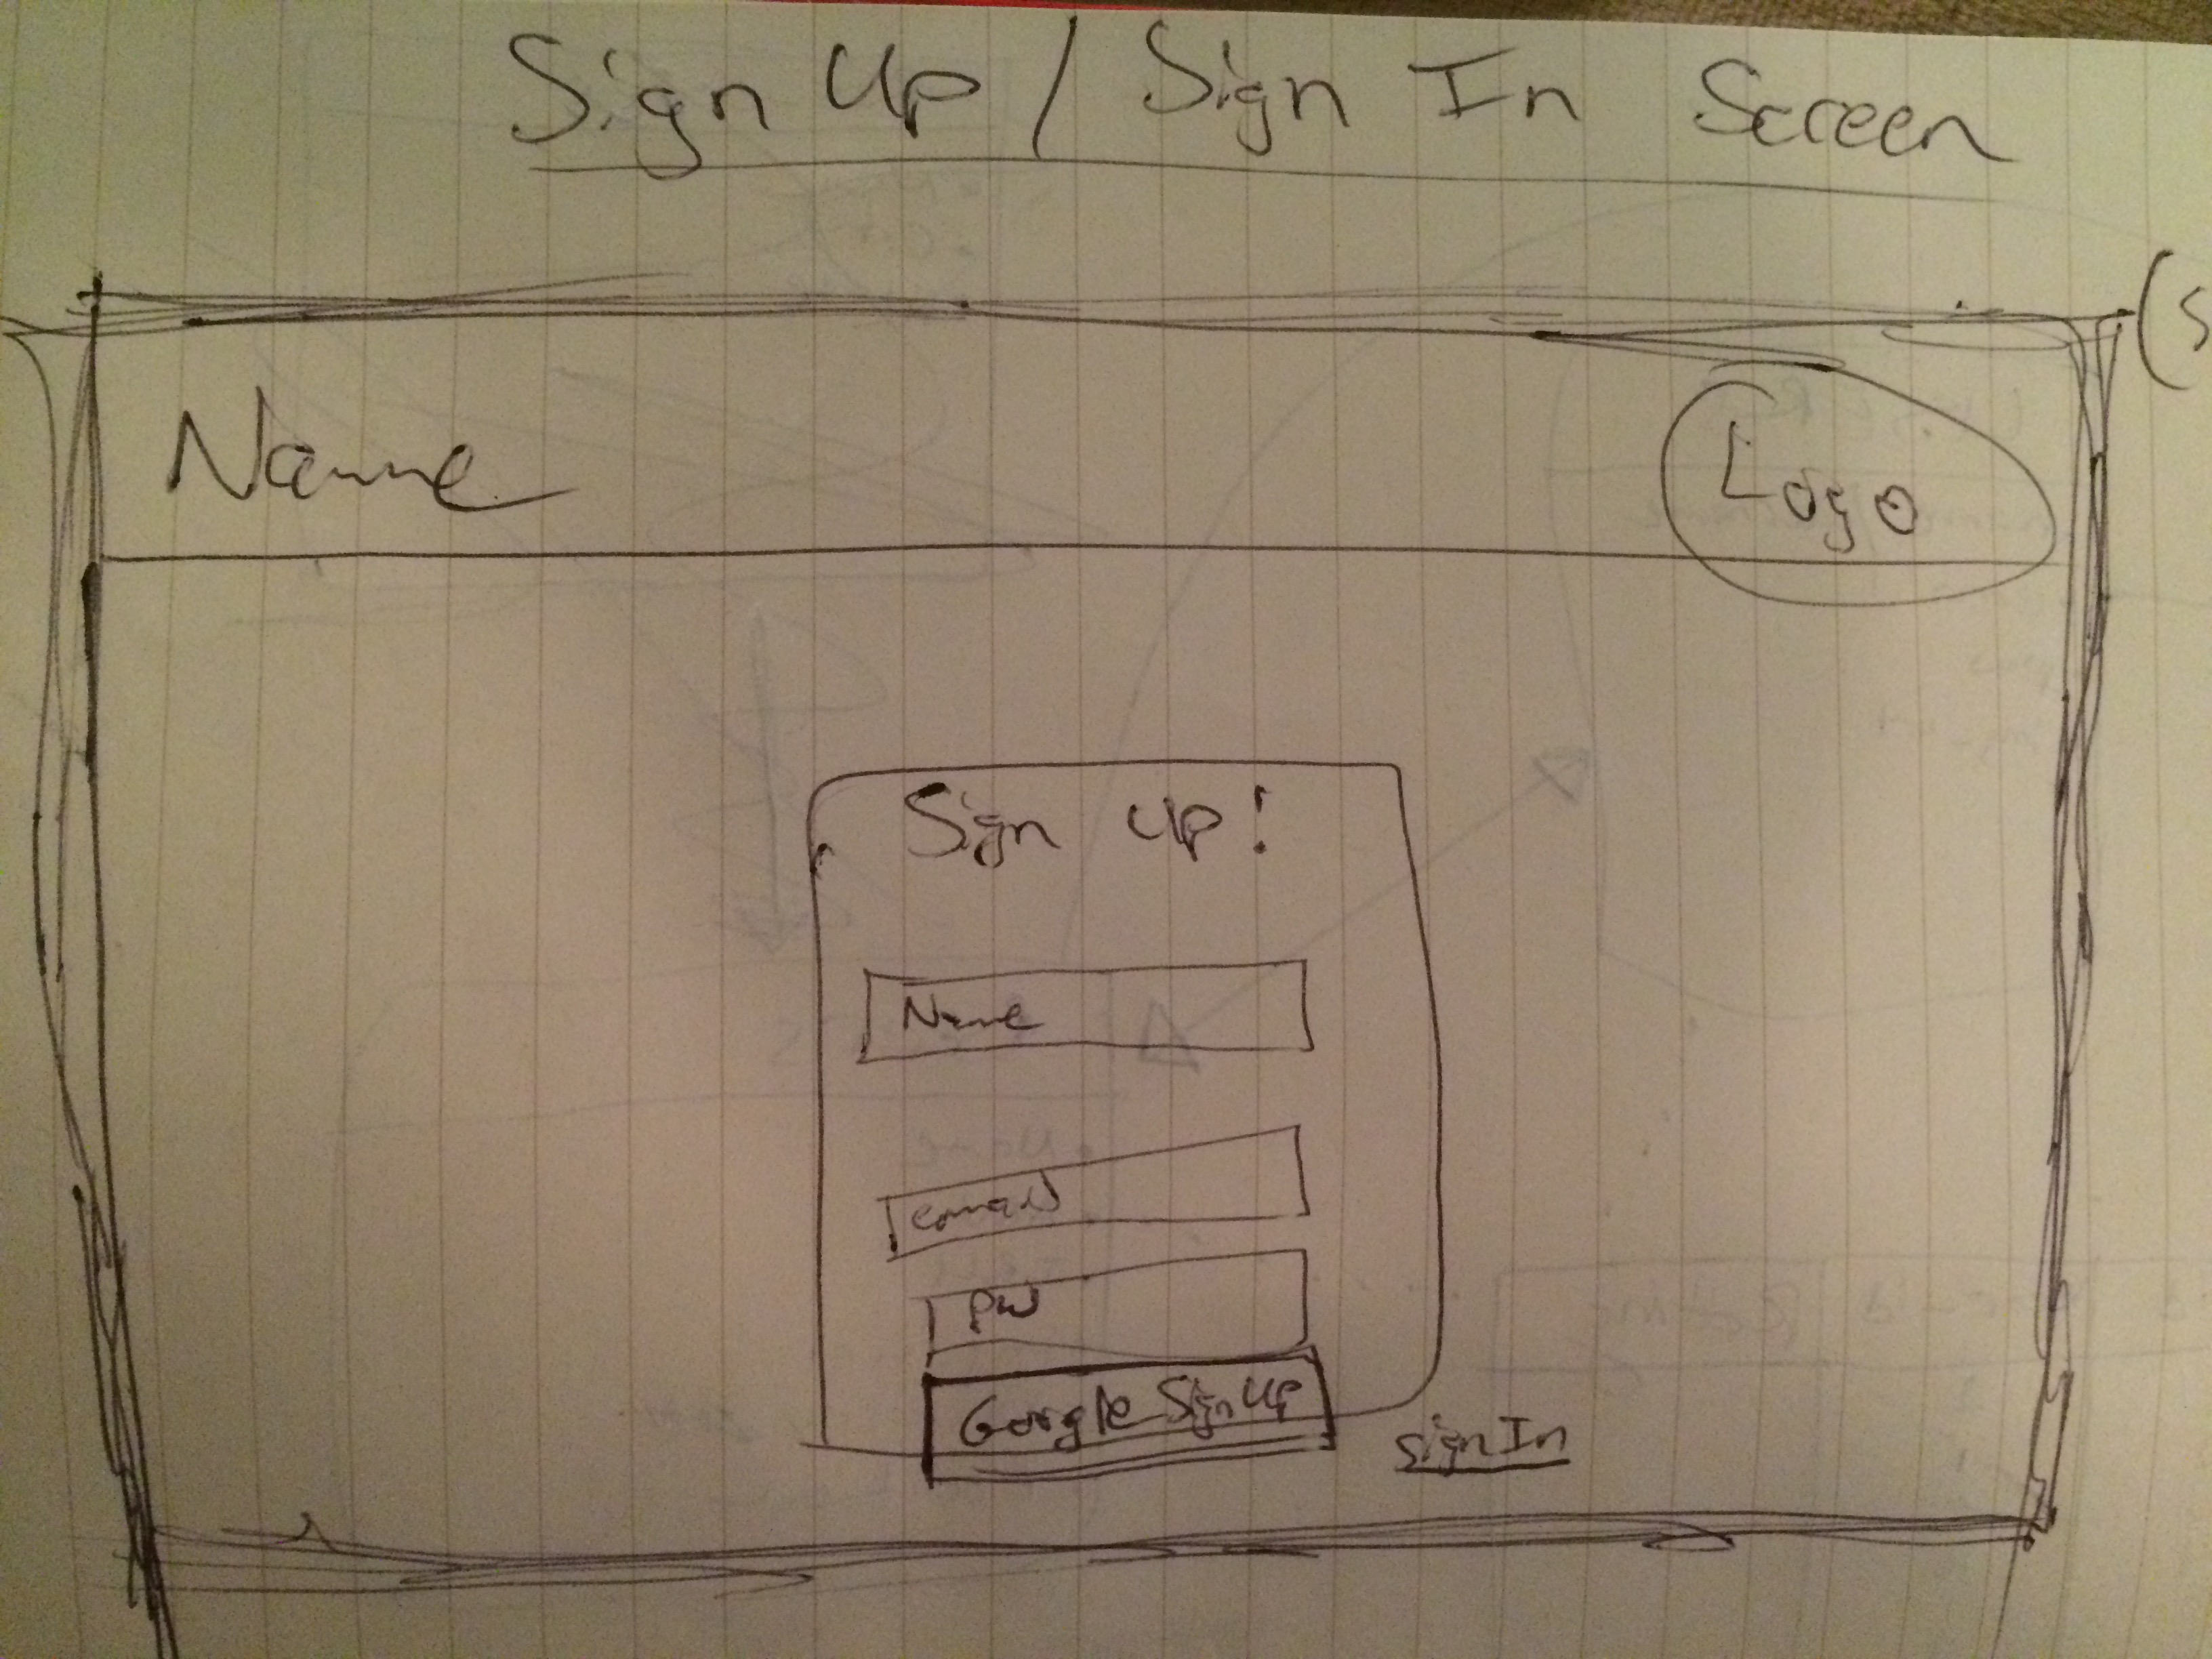 Sign Up / Sign In Screen
Name
Logo
Sign Up!
Name
email
PW
Google Sign Up
Sign In